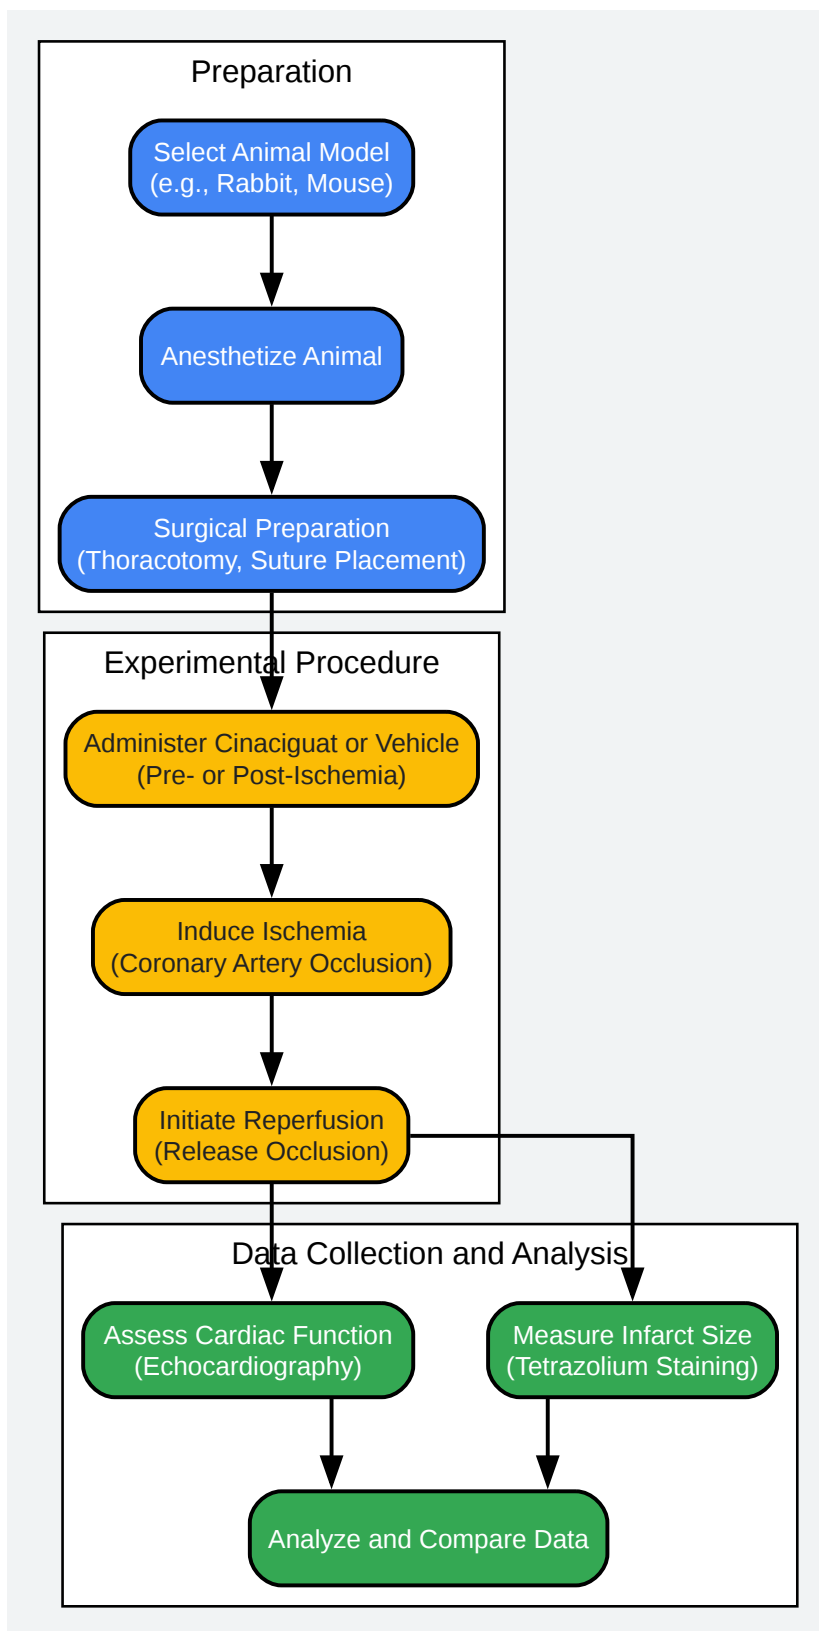 Preparation
Select Animal Model
(e.g., Rabbit, Mouse)
Anesthetize Animal
Surgical Preparation
(Thoracotomy, Suture Placement)
Experimental Procedure
Administer Cinaciguat or Vehicle
(Pre- or Post-Ischemia)
Induce Ischemia
(Coronary Artery Occlusion)
Initiate Reperfusion
(Release Occlusion)
Data Collection and Analysis
Assess Cardiac Function
(Echocardiography)
Measure Infarct Size
(Tetrazolium Staining)
Analyze and Compare Data